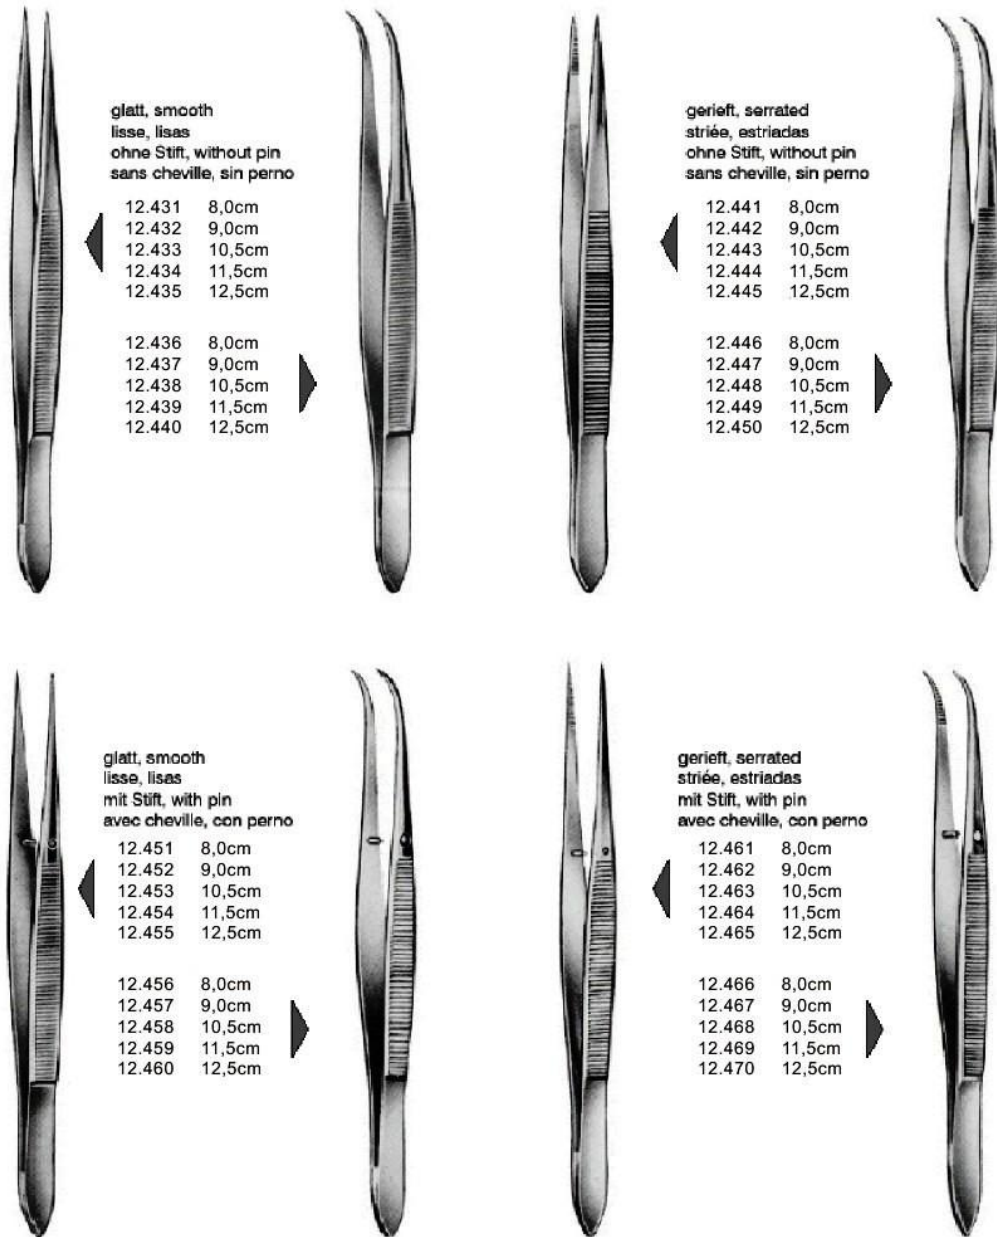 glatt, smooth
lisse, lisas
ohne Stift, without pin
sans cheville, sin perno
12.431 8,0cm
12.432 9,0cm
12.433 10,5cm
12.434 11,5cm
12.435 12,5cm
12.436 8,0cm
12.437 9,0cm
12.438 10,5cm
12.439 11,5cm
12.440 12,5cm
gerieft, serrated
striée, estriadas
ohne Stift, without pin
sans cheville, sin perno
12.441 8,0cm
12.442 9,0cm
12.443 10,5cm
12.444 11,5cm
12.445 12,5cm
12.446 8,0cm
12.447 9,0cm
12.448 10,5cm
12.449 11,5cm
12.450 12,5cm
glatt, smooth
lisse, lisas
mit Stift, with pin
avec cheville, con perno
12.451 8,0cm
12.452 9,0cm
12.453 10,5cm
12.454 11,5cm
12.455 12,5cm
12.456 8,0cm
12.457 9,0cm
12.458 10,5cm
12.459 11,5cm
12.460 12,5cm
gerieft, serrated
striée, estriadas
mit Stift, with pin
avec cheville, con perno
12.461 8,0cm
12.462 9,0cm
12.463 10,5cm
12.464 11,5cm
12.465 12,5cm
12.466 8,0cm
12.467 9,0cm
12.468 10,5cm
12.469 11,5cm
12.470 12,5cm